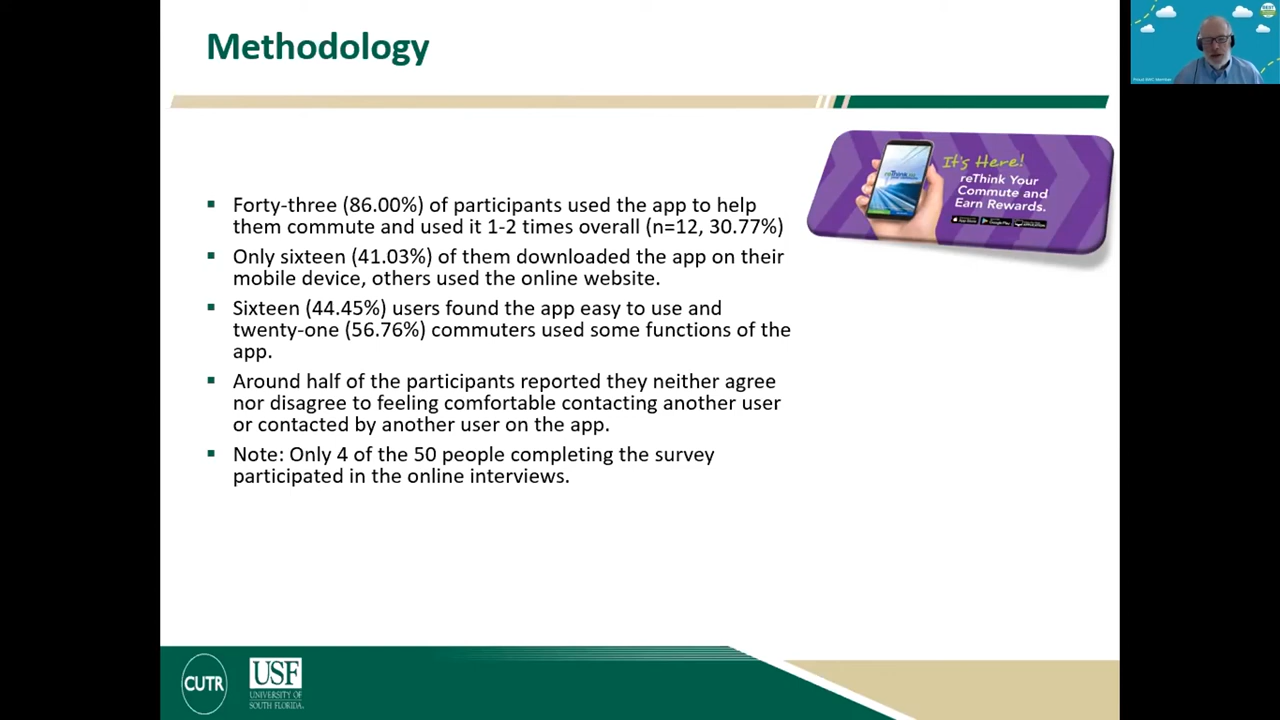 Methodology
It's Here!
reThink Your
Commute and
Earn Rewards.
Forty-three (86.00%) of participants used the app to help
them commute and used it 1-2 times overall (n=12, 30.77%)
Only sixteen (41.03%) of them downloaded the app on their
mobile device, others used the online website.
Sixteen (44.45%) users found the app easy to use and
twenty-one (56.76%) commuters used some functions of the
app.
Around half of the participants reported they neither agree
nor disagree to feeling comfortable contacting another user
or contacted by another user on the app.
Note: Only 4 of the 50 people completing the survey
participated in the online interviews.
CUTR
USF
UNIVERSITY OF
SOUTH FLORIDA